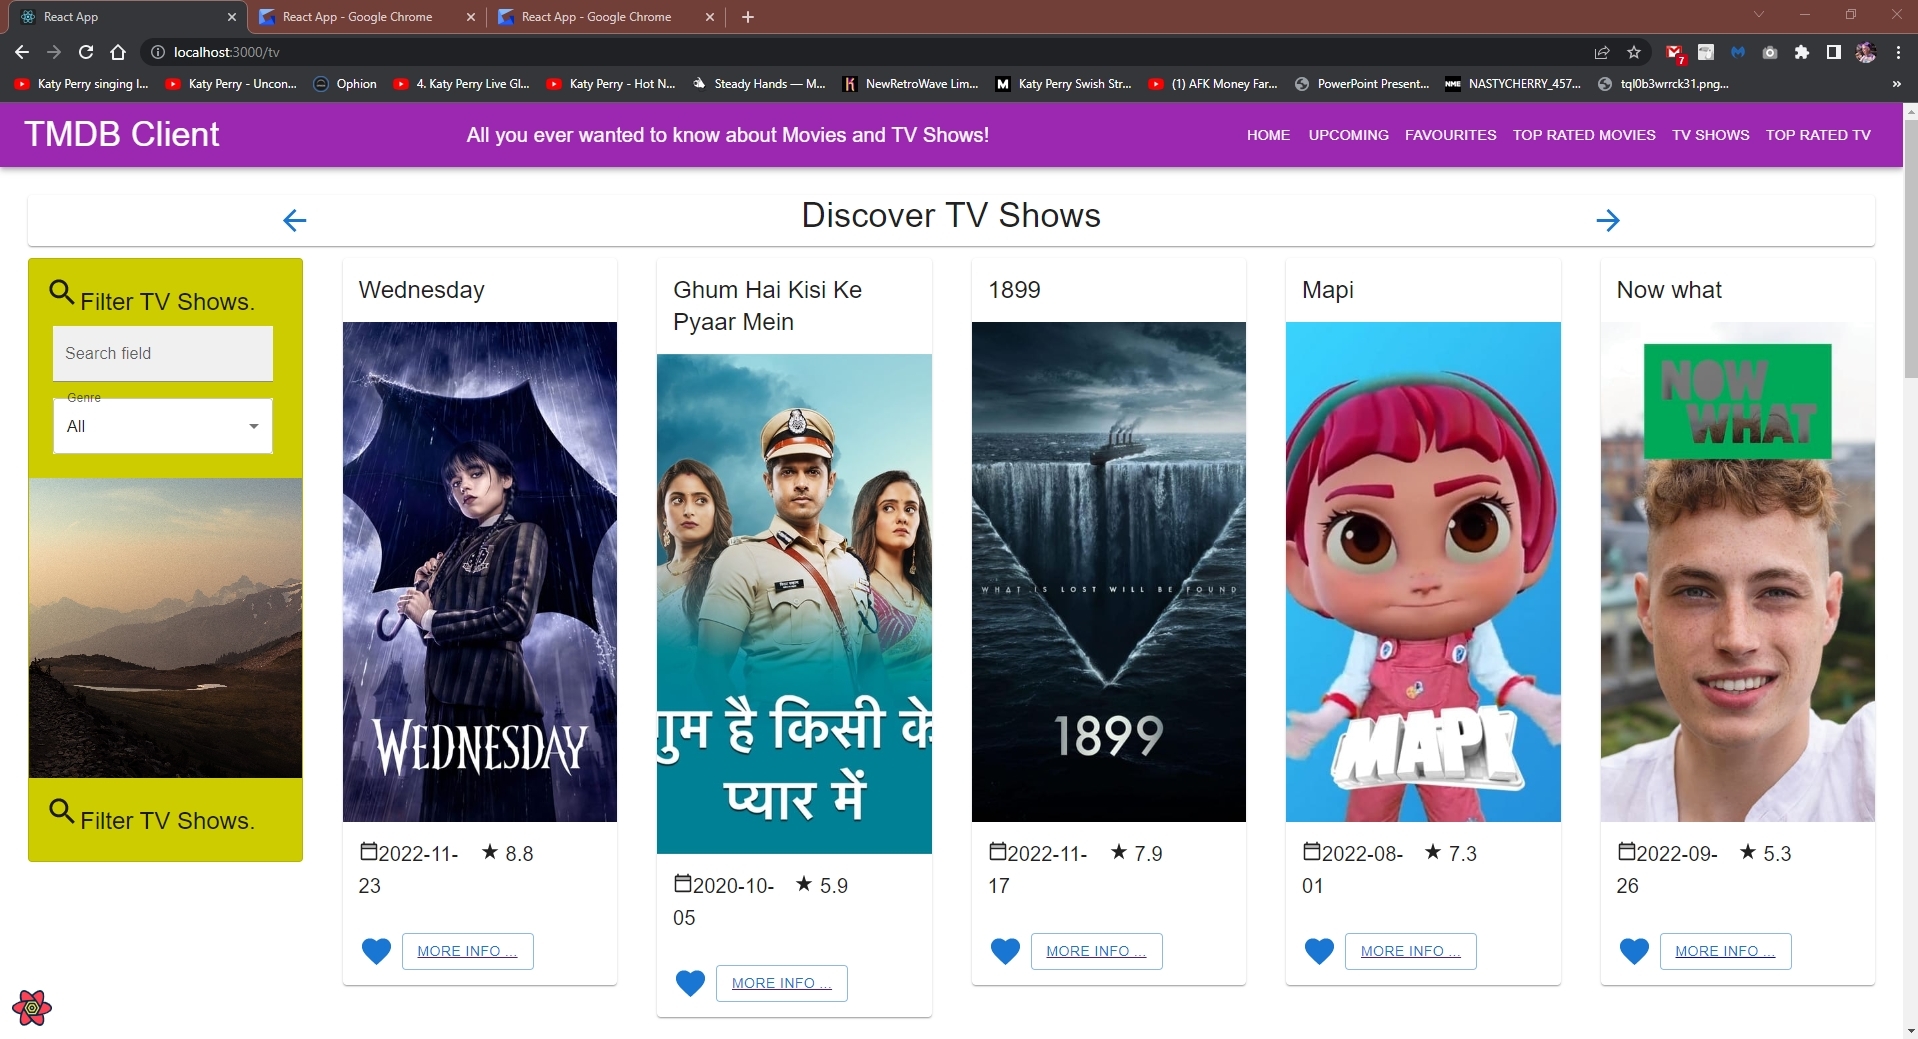 React App
React App - Google Chrome
React App - Google Chrome
localhost:3000/tv
7
Katy Perry singing I...
Katy Perry - Uncon...
Ophion
4. Katy Perry Live Gl...
Katy Perry - Hot N...
Steady Hands — M...
NewRetroWave Lim...
M
Katy Perry Swish Str...
(1) AFK Money Far...
PowerPoint Present...
NME
NASTYCHERRY_457...
tql0b3wrrck31.png...
»
TMDB Client
All you ever wanted to know about Movies and TV Shows!
HOME
UPCOMING
FAVOURITES
TOP RATED MOVIES
TV SHOWS
TOP RATED TV
Discover TV Shows
Filter TV Shows.
Search field
Genre
All
Filter TV Shows.
Wednesday
WEDNESDAY
2022-11-
23
8.8
MORE INFO ...
Ghum Hai Kisi Ke
Pyaar Mein
गुम है किसी के
प्यार में
2020-10-
05
5.9
MORE INFO ...
1899
WHAT IS LOST WILL BE FOUND
1899
2022-11-
17
7.9
MORE INFO ...
Mapi
MAPI
2022-08-
01
7.3
MORE INFO ...
Now what
NOW
WHAT
2022-09-
26
5.3
MORE INFO ...